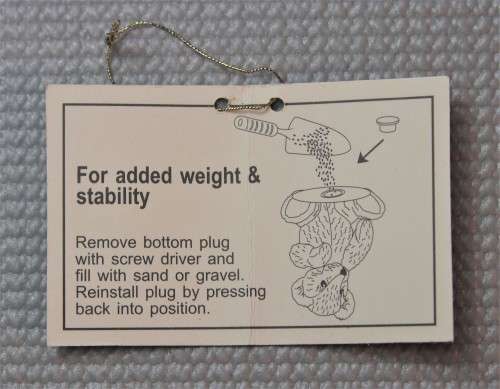 For added weight &
stability
Remove bottom plug
with screw driver and
fill with sand or gravel.
Reinstall plug by pressing
back into position.